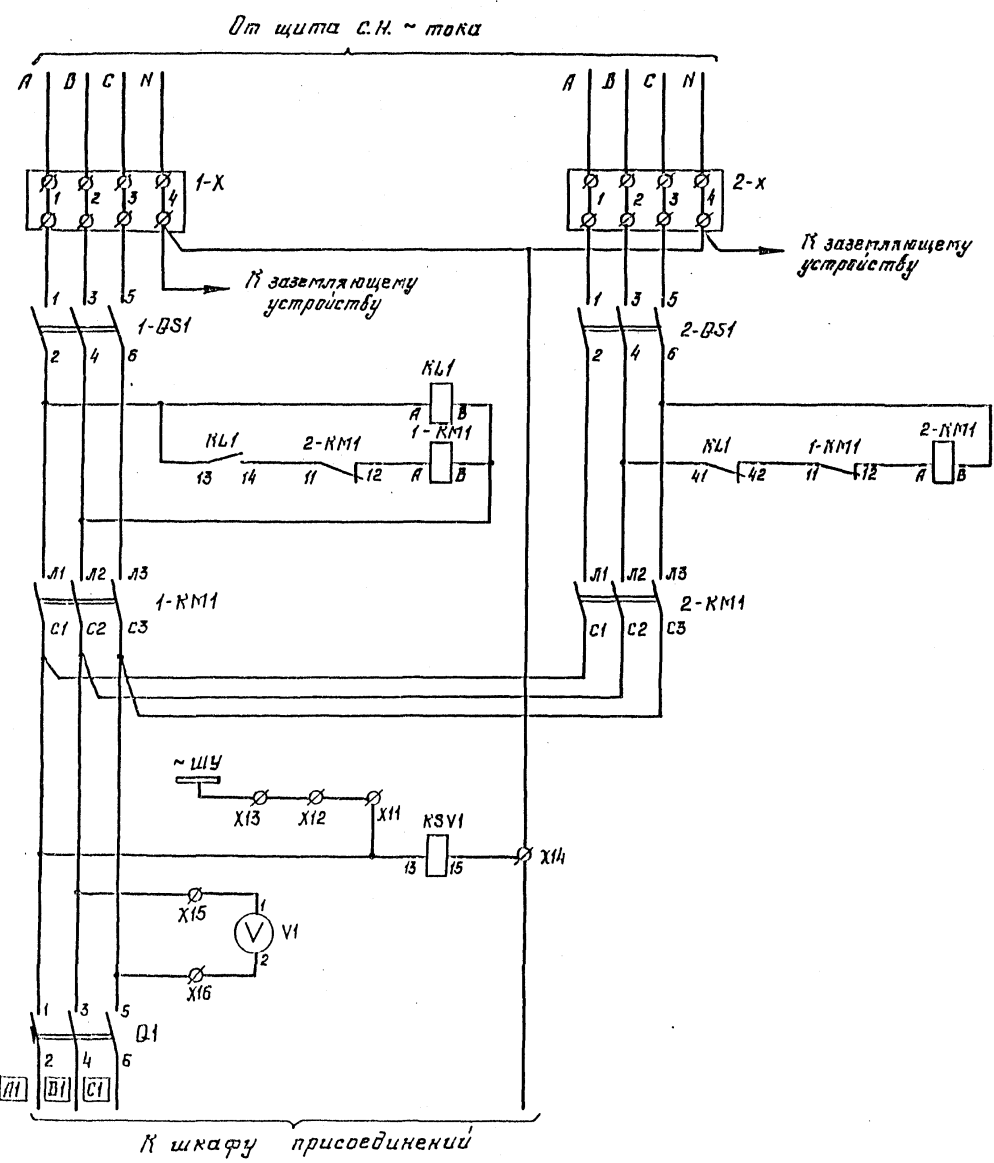 От щита С.Н. ~ тока
А В С N А В С N
1-X 2-х
1 2 3 4 1 2 3 4
К заземляющему устройству
К заземляющему устройству
1 3 5 1 3 5
1-QS1 2-QS1
2 4 6 2 4 6
KL1
А В
KL1 2-KM1 1-KM1
13 14 11 12 А В
KL1 1-KM1 2-KM1
41 42 11 12 А В
Л1 Л2 Л3 Л1 Л2 Л3
1-KM1 2-KM1
С1 С2 С3 С1 С2 С3
~ ШУ
X13 X12 X11 KSV1
13 15 X14
X15 1
V V1
2
X16
1 3 5
Q1
2 4 6
А1 В1 С1
К шкафу присоединений